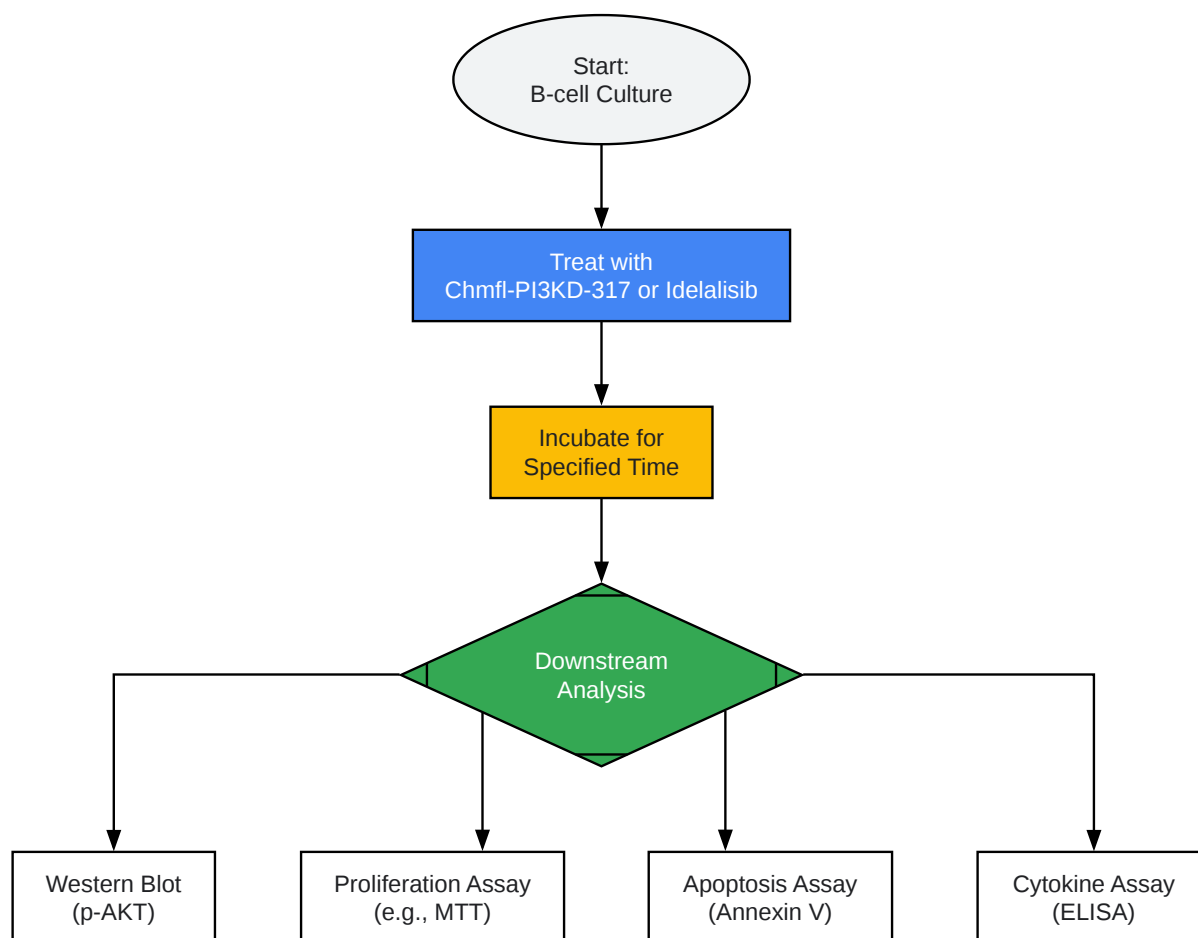 Start:
B-cell Culture
Treat with
Chmfl-PI3KD-317 or Idelalisib
Incubate for
Specified Time
Downstream
Analysis
Western Blot
(p-AKT)
Proliferation Assay
(e.g., MTT)
Apoptosis Assay
(Annexin V)
Cytokine Assay
(ELISA)